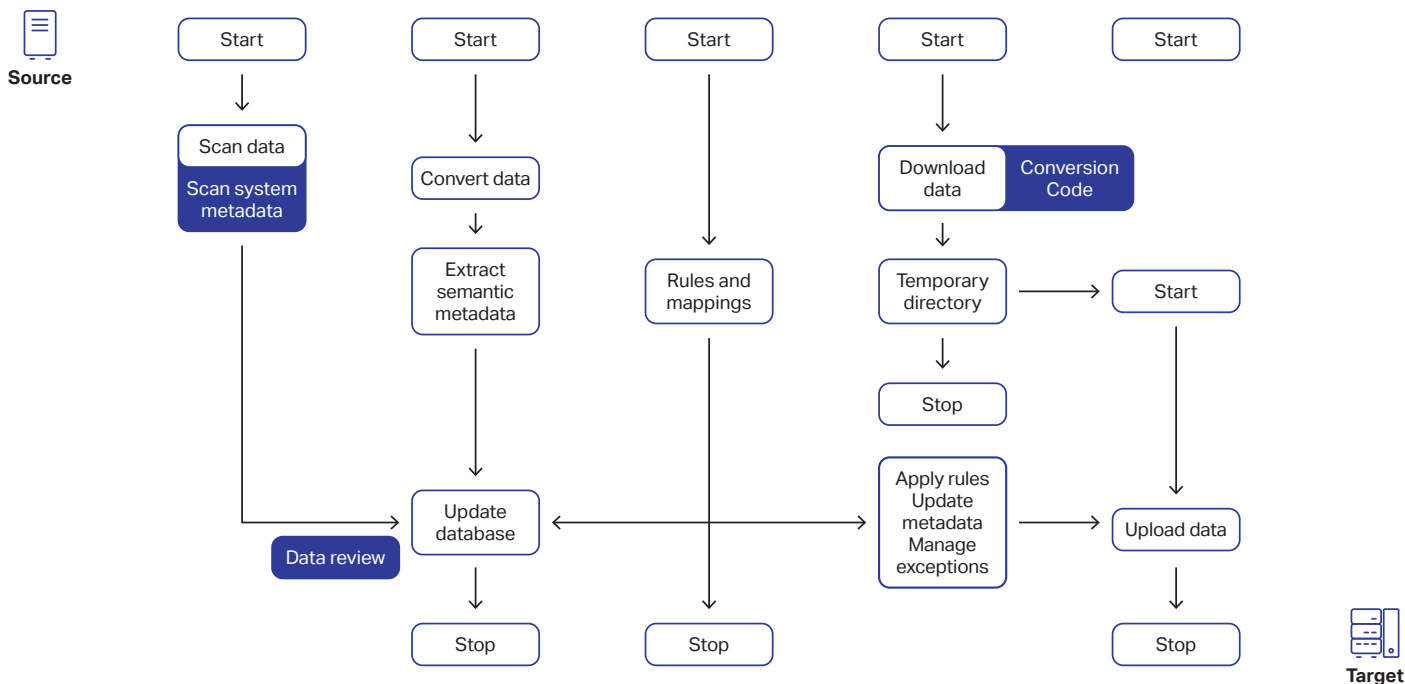 Source
Start
Start
Start
Start
Start
Scan data
Scan system
metadata
Convert data
Download
data
Conversion
Code
Extract
semantic
metadata
Rules and
mappings
Temporary
directory
Start
Stop
Update
database
Data review
Apply rules
Update
metadata
Manage
exceptions
Upload data
Stop
Stop
Stop
Target